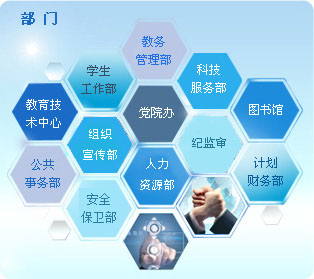 部 门
教务
管理部
学生
工作部
科技
服务部
教育技
术中心
党院办
图书馆
组织
宣传部
纪监审
公共
事务部
人力
资源部
计划
财务部
安全
保卫部